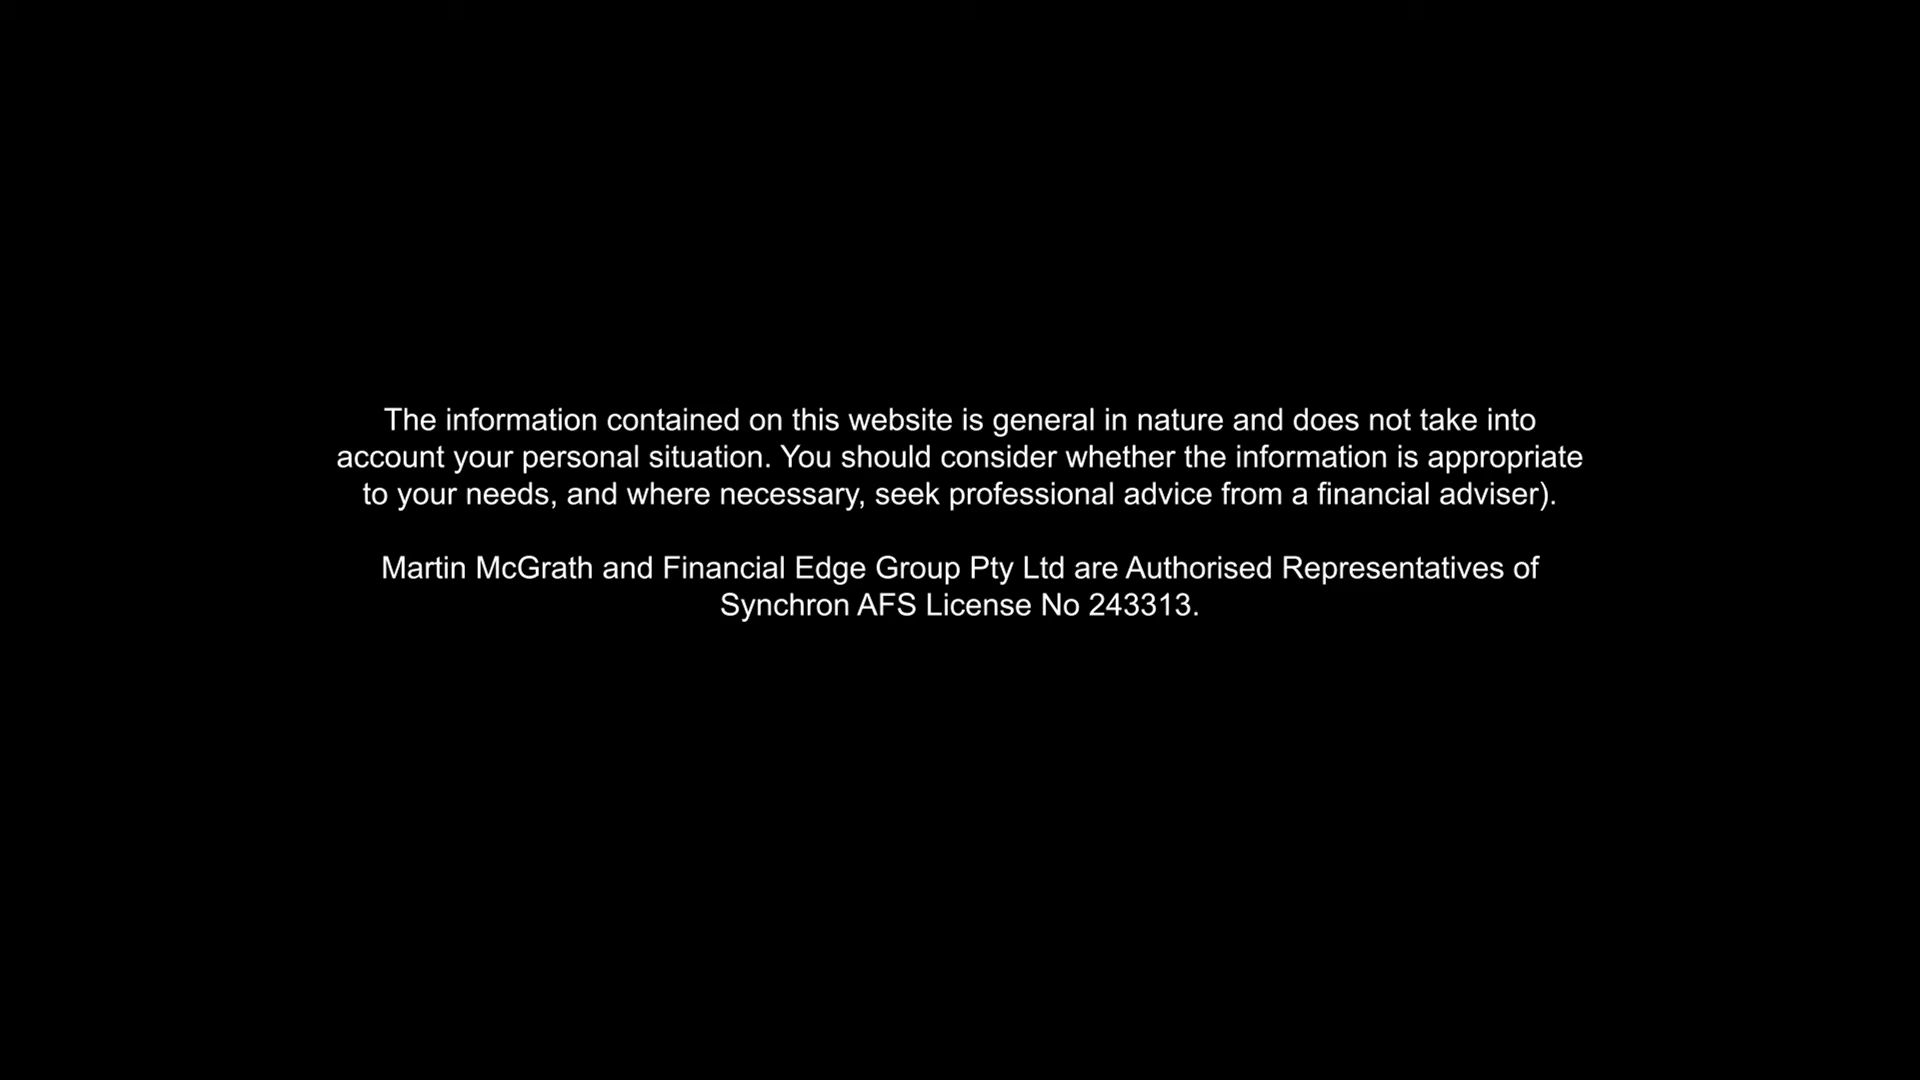 The information contained on this website is general in nature and does not take into
account your personal situation. You should consider whether the information is appropriate
to your needs, and where necessary, seek professional advice from a financial adviser).
Martin McGrath and Financial Edge Group Pty Ltd are Authorised Representatives of
Synchron AFS License No 243313.